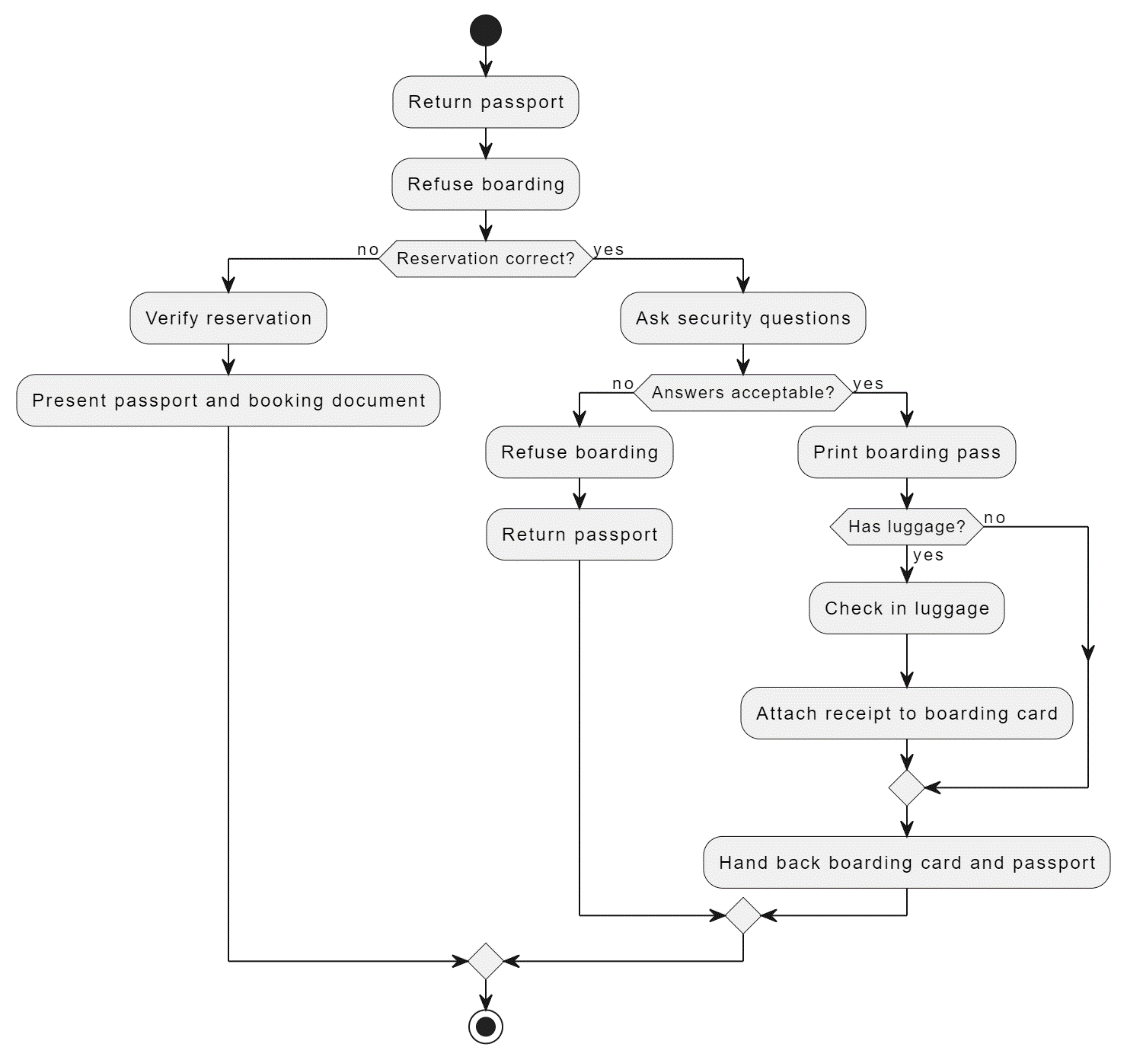 Return passport
Refuse boarding
no
Reservation correct?
yes
Verify reservation
Present passport and booking document
Ask security questions
no
Answers acceptable?
yes
Refuse boarding
Return passport
Print boarding pass
Has luggage?
no
yes
Check in luggage
Attach receipt to boarding card
Hand back boarding card and passport